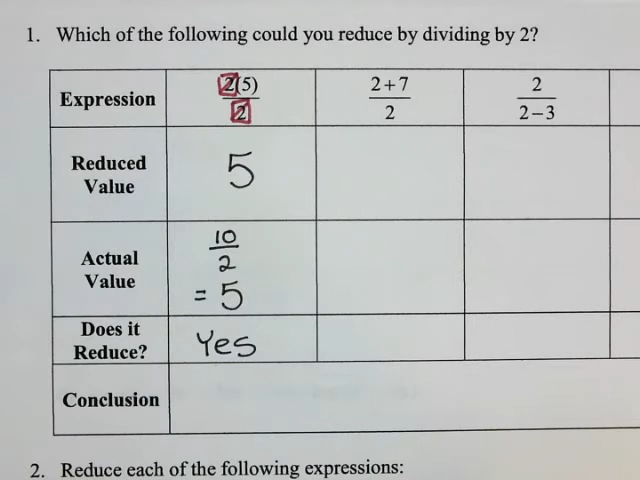 1. Which of the following could you reduce by dividing by 2?
Expression
2(5)
2
2+7
2
2
2−3
Reduced
Value
5
Actual
Value
10
2
= 5
Does it
Reduce?
Yes
Conclusion
2. Reduce each of the following expressions: